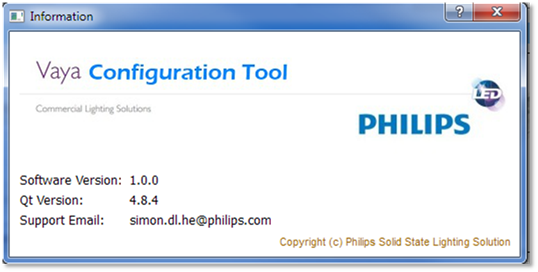 Information
Vaya Configuration Tool
Commercial Lighting Solutions
LED
PHILIPS
Software Version: 1.0.0
Qt Version: 4.8.4
Support Email: simon.dl.he@philips.com
Copyright (c) Philips Solid State Lighting Solution